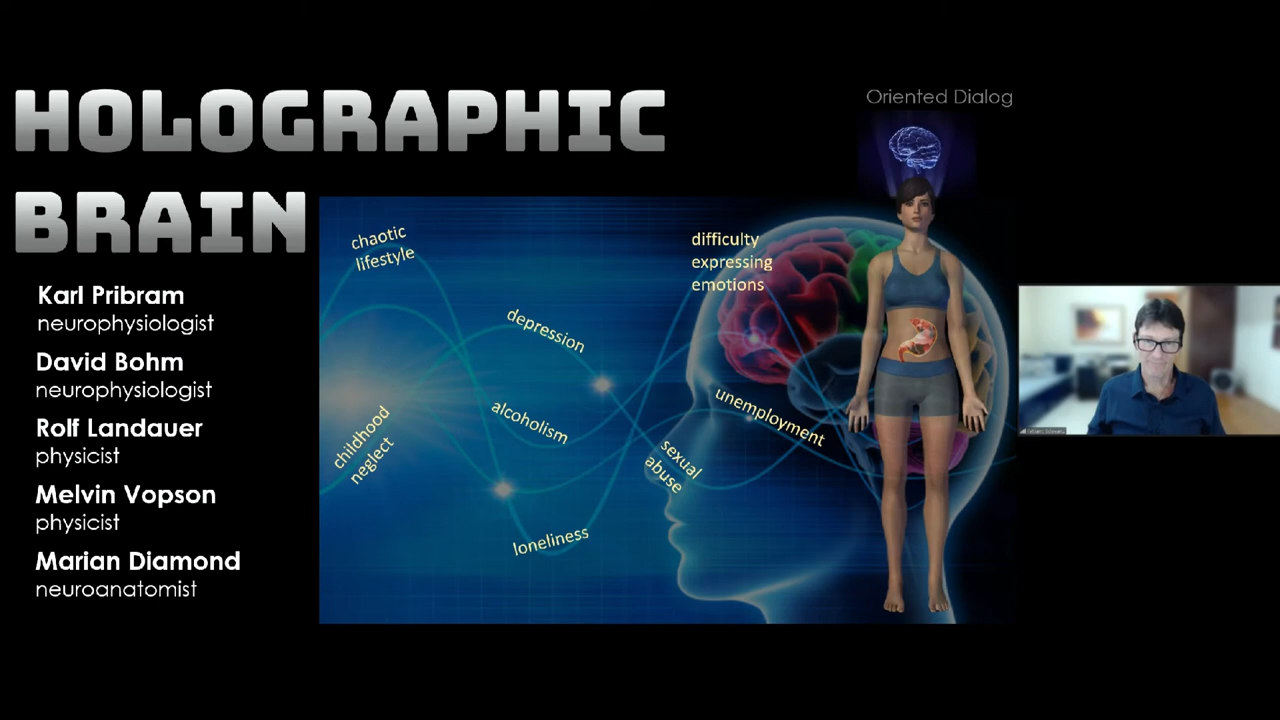 HOLOGRAPHIC
BRAIN
Karl Pribram
neurophysiologist
David Bohm
neurophysiologist
Rolf Landauer
physicist
Melvin Vopson
physicist
Marian Diamond
neuroanatomist
Oriented Dialog
chaotic
lifestyle
difficulty
expressing
emotions
depression
alcoholism
unemployment
childhood
neglect
sexual
abuse
loneliness